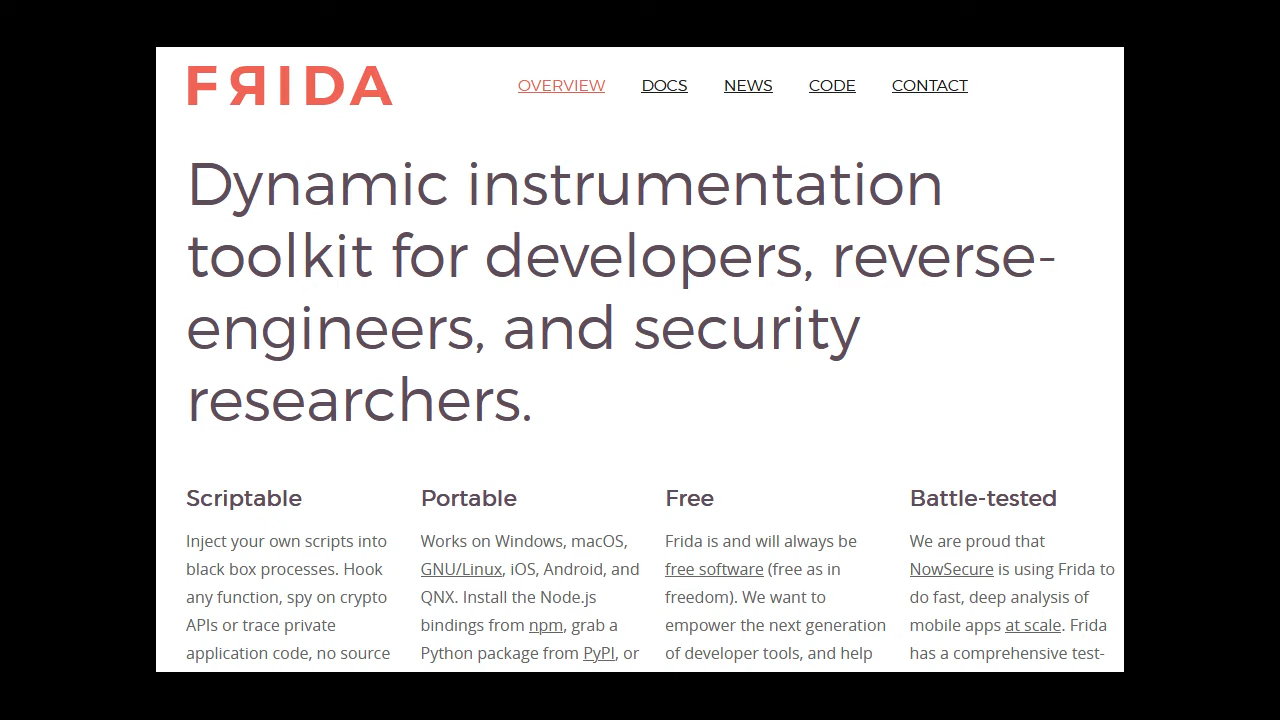 FЯIDA
OVERVIEW DOCS NEWS CODE CONTACT
Dynamic instrumentation
toolkit for developers, reverse-
engineers, and security
researchers.
Scriptable
Inject your own scripts into
black box processes. Hook
any function, spy on crypto
APIs or trace private
application code, no source
Portable
Works on Windows, macOS,
GNU/Linux, iOS, Android, and
QNX. Install the Node.js
bindings from npm, grab a
Python package from PyPI, or
Free
Frida is and will always be
free software (free as in
freedom). We want to
empower the next generation
of developer tools, and help
Battle-tested
We are proud that
NowSecure is using Frida to
do fast, deep analysis of
mobile apps at scale. Frida
has a comprehensive test-